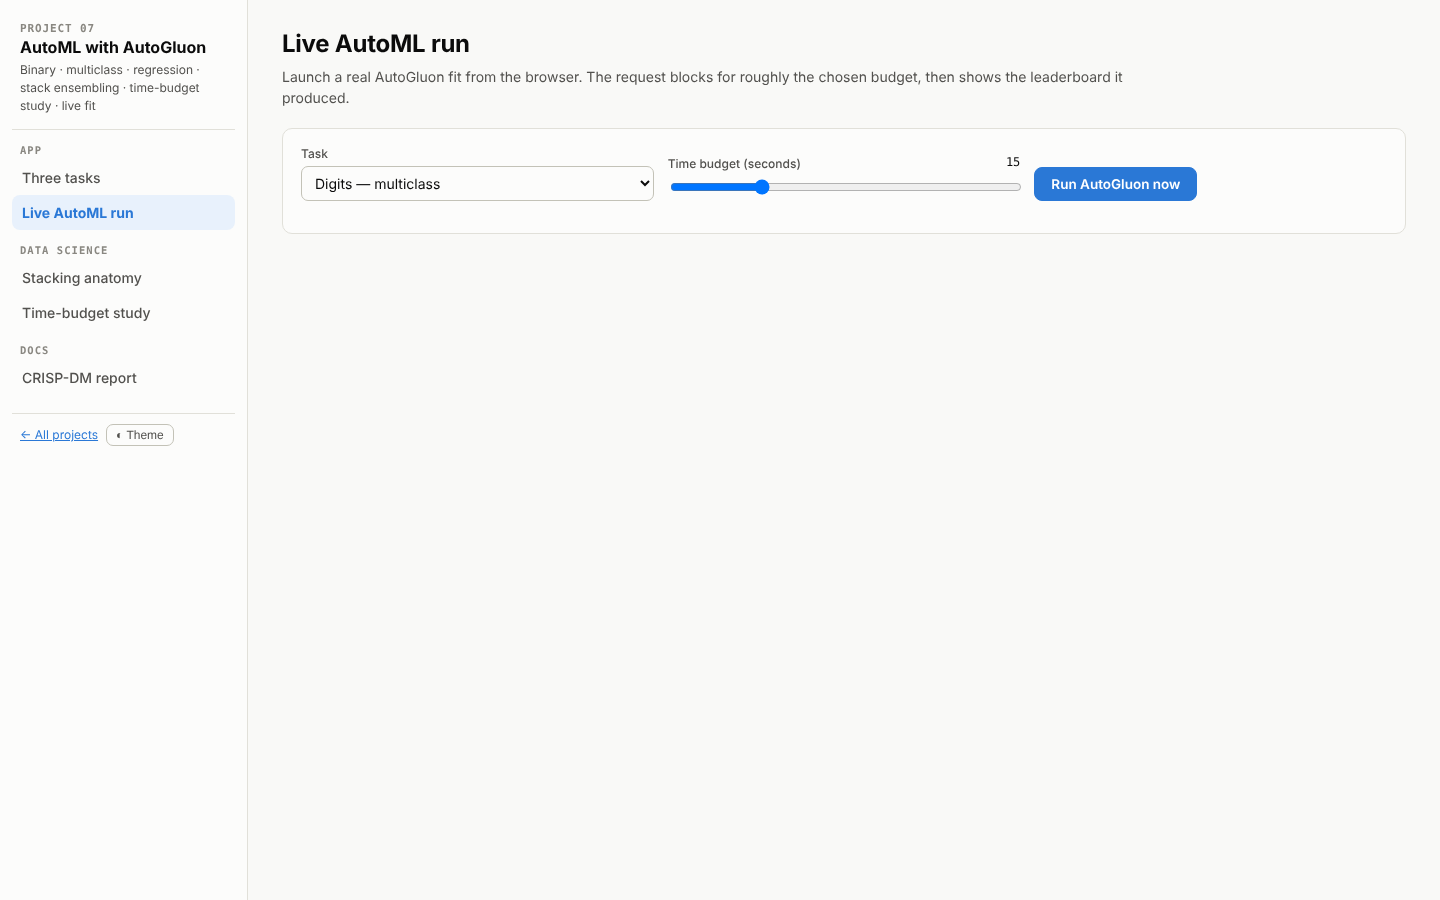 PROJECT 07
AutoML with AutoGluon
Binary · multiclass · regression ·
stack ensembling · time-budget
study · live fit
APP
Three tasks
Live AutoML run
DATA SCIENCE
Stacking anatomy
Time-budget study
DOCS
CRISP-DM report
← All projects
Theme
Live AutoML run
Launch a real AutoGluon fit from the browser. The request blocks for roughly the chosen budget, then shows the leaderboard it
produced.
Task
Digits — multiclass
Time budget (seconds)
15
Run AutoGluon now